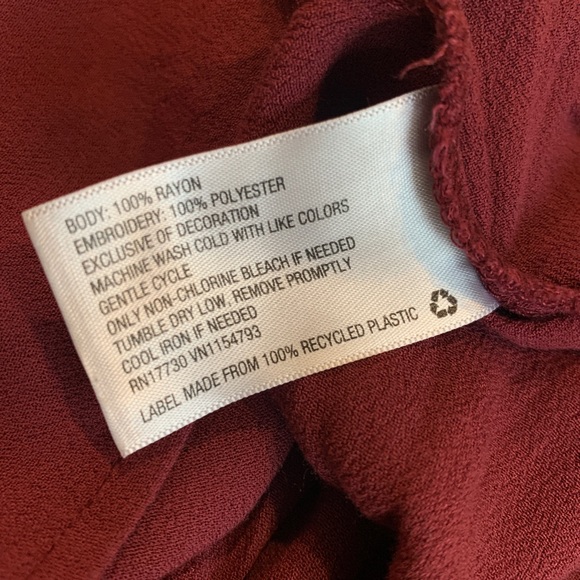 BODY: 100% RAYON
EMBROIDERY: 100% POLYESTER
EXCLUSIVE OF DECORATION
MACHINE WASH COLD WITH LIKE COLORS
GENTLE CYCLE
ONLY NON-CHLORINE BLEACH IF NEEDED
TUMBLE DRY LOW, REMOVE PROMPTLY
COOL IRON IF NEEDED
RN17730 VN1154793
LABEL MADE FROM 100% RECYCLED PLASTIC